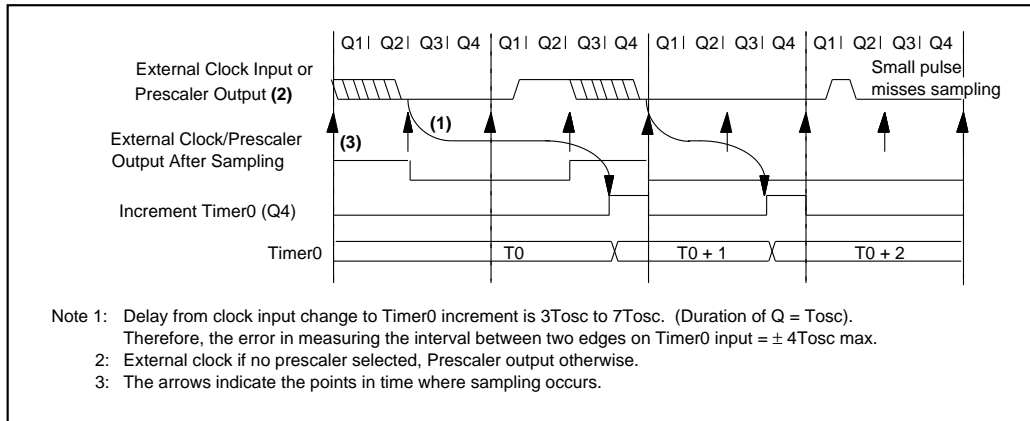 Q1| Q2| Q3| Q4 Q1| Q2| Q3| Q4 Q1| Q2| Q3| Q4 Q1| Q2| Q3| Q4
External Clock Input or
Prescaler Output (2)
Small pulse
misses sampling
(1)
(3)
External Clock/Prescaler
Output After Sampling
Increment Timer0 (Q4)
Timer0 T0 T0 + 1 T0 + 2
Note 1: Delay from clock input change to Timer0 increment is 3Tosc to 7Tosc. (Duration of Q = Tosc).
Therefore, the error in measuring the interval between two edges on Timer0 input = ± 4Tosc max.
2: External clock if no prescaler selected, Prescaler output otherwise.
3: The arrows indicate the points in time where sampling occurs.